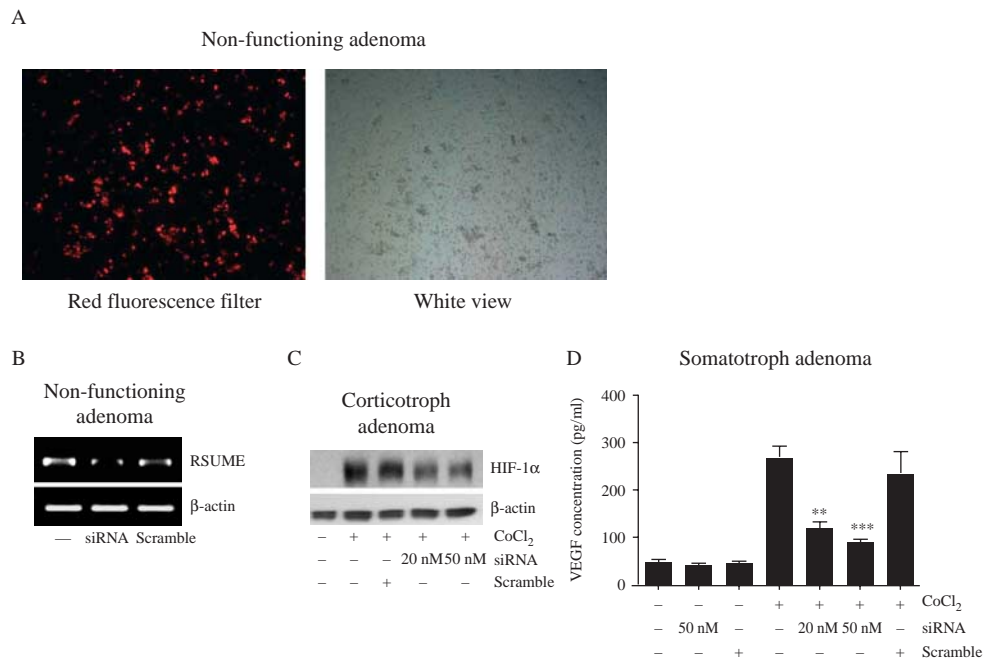 A
Non-functioning adenoma
Red fluorescence filter
White view
B
Non-functioning
adenoma
RSUME
β-actin
— siRNA Scramble
C
Corticotroph
adenoma
HIF-1α
β-actin
– + + + + CoCl₂
– – – 20 nM 50 nM siRNA
– – + – – Scramble
D
Somatotroph adenoma
VEGF concentration (pg/ml)
400
300
200
100
0
** ***
– – – + + + + CoCl₂
– 50 nM – – 20 nM 50 nM – siRNA
– – + – – – + Scramble